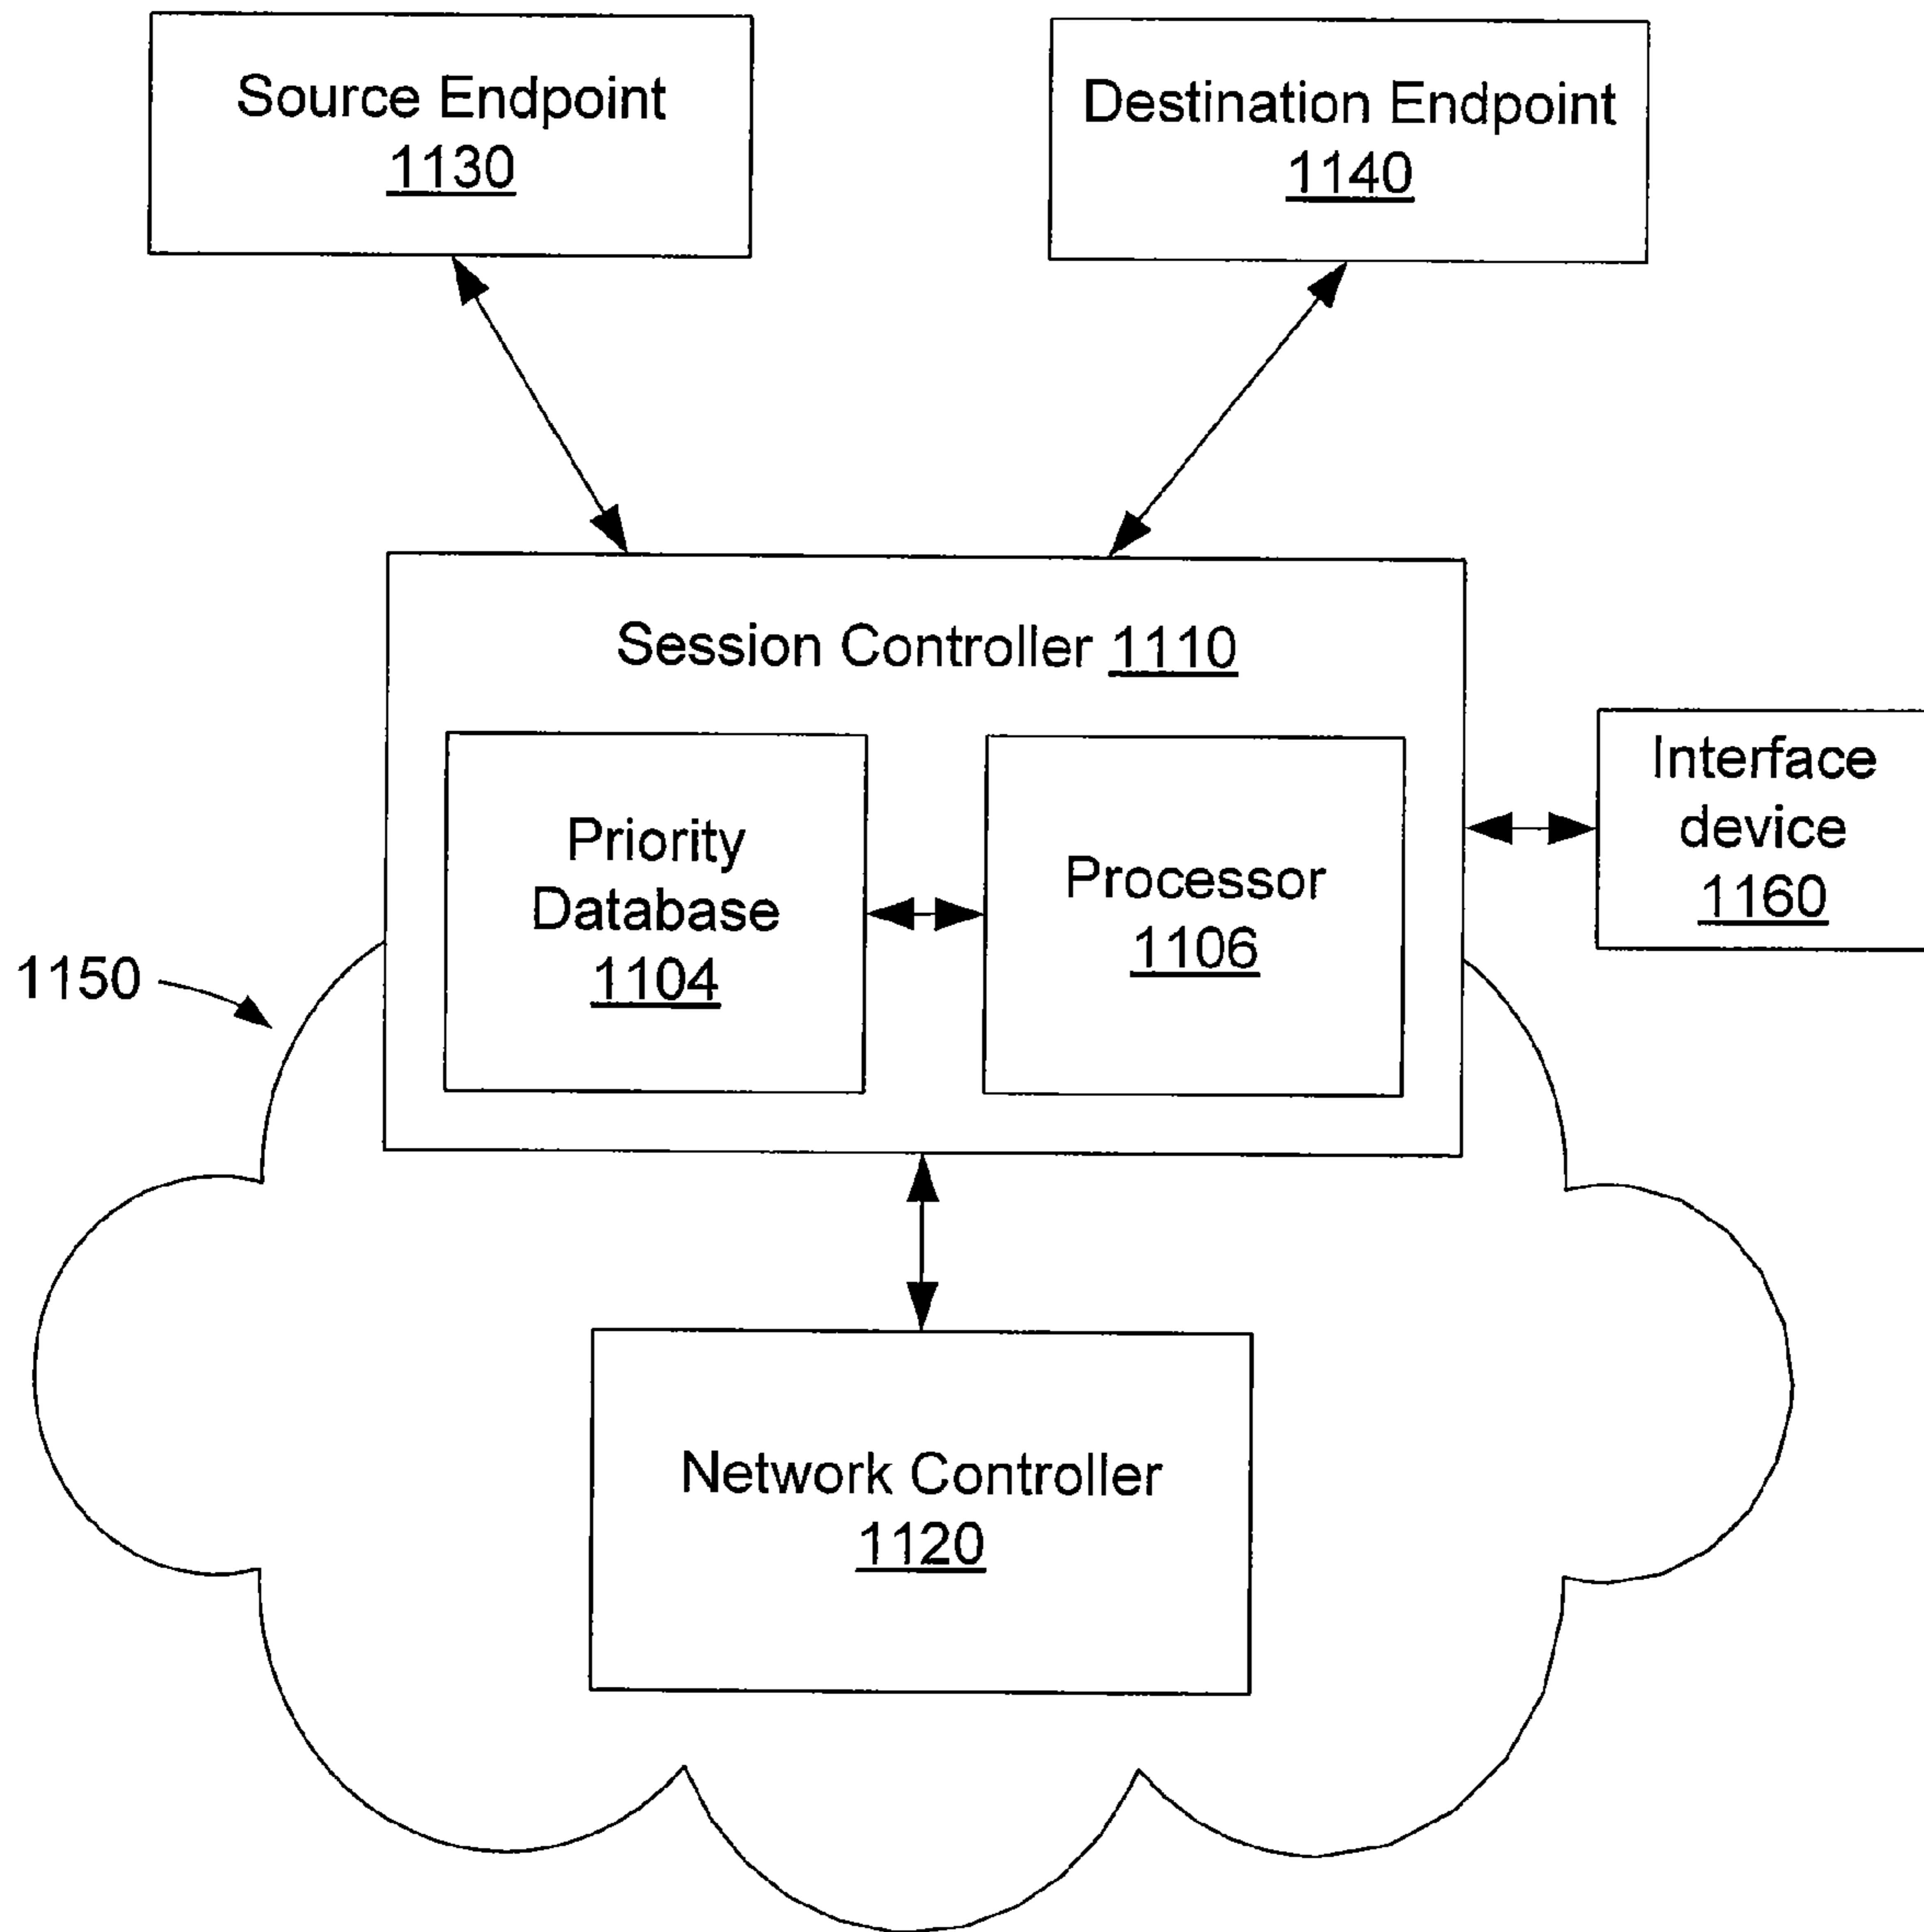 Source Endpoint
1130
Destination Endpoint
1140
Session Controller 1110
Priority
Database
1104
Processor
1106
Interface
device
1160
1150
Network Controller
1120